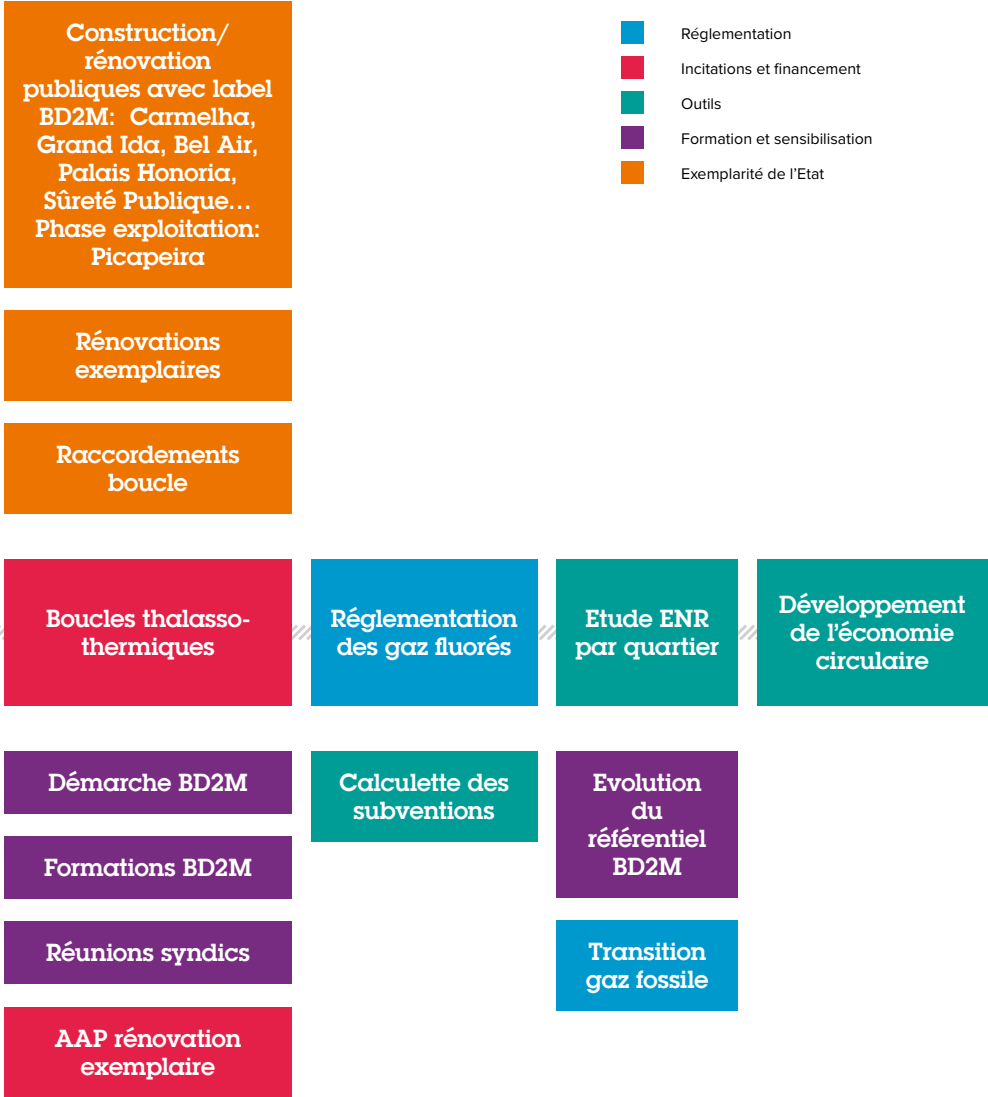 Construction/
rénovation
publiques avec label
BD2M: Carmelha,
Grand Ida, Bel Air,
Palais Honoria,
Sûreté Publique...
Phase exploitation:
Picapeira
Réglementation
Incitations et financement
Outils
Formation et sensibilisation
Exemplarité de l'Etat
Rénovations
exemplaires
Raccordements
boucle
Boucles thalasso-
thermiques
Réglementation
des gaz fluorés
Etude ENR
par quartier
Développement
de l'économie
circulaire
Démarche BD2M
Formations BD2M
Réunions syndics
AAP rénovation
exemplaire
Calculette des
subventions
Evolution
du
référentiel
BD2M
Transition
gaz fossile